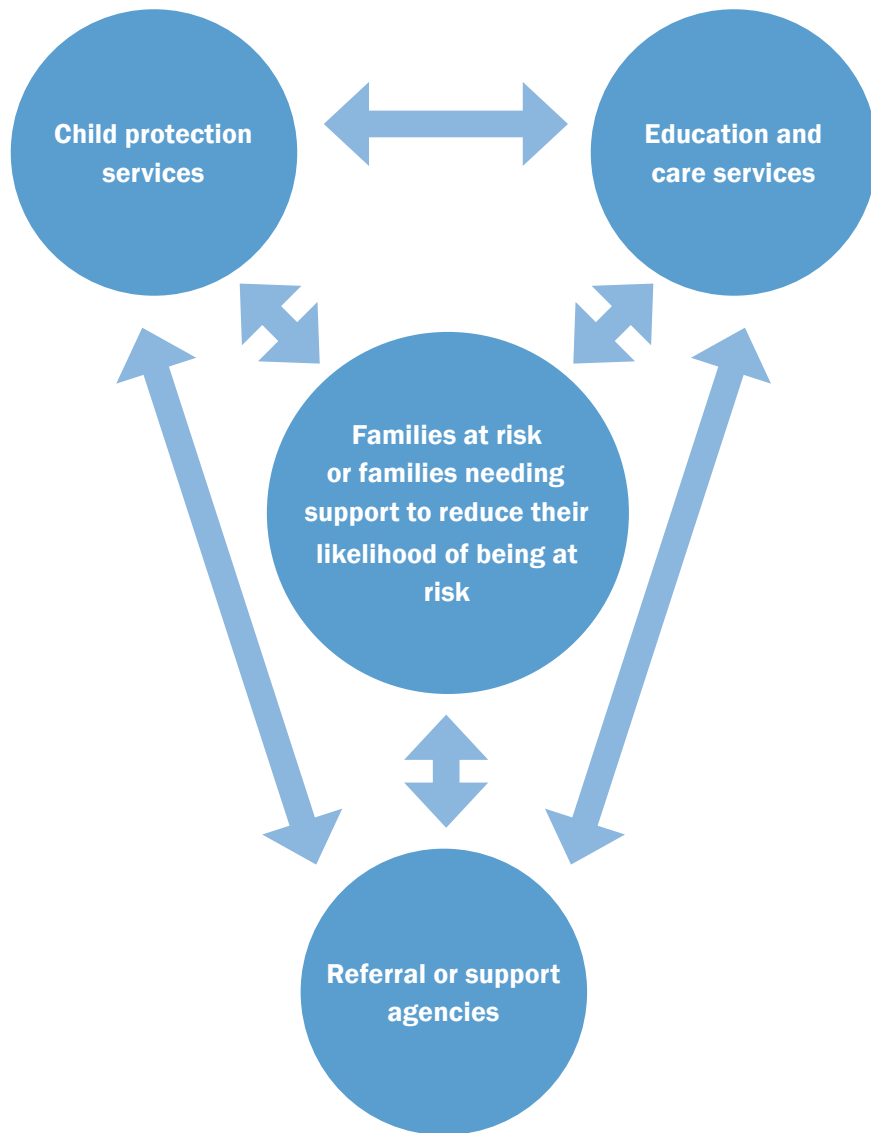 Child protection
services
Education and
care services
Families at risk
or families needing
support to reduce their
likelihood of being at
risk
Referral or support
agencies